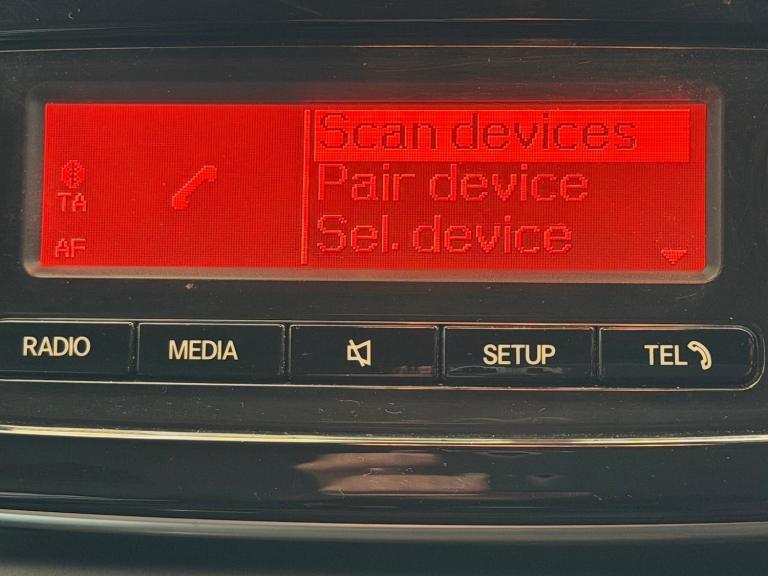 Scan devices
Pair device
TA
Sel. device
AF
RADIO MEDIA SETUP TEL